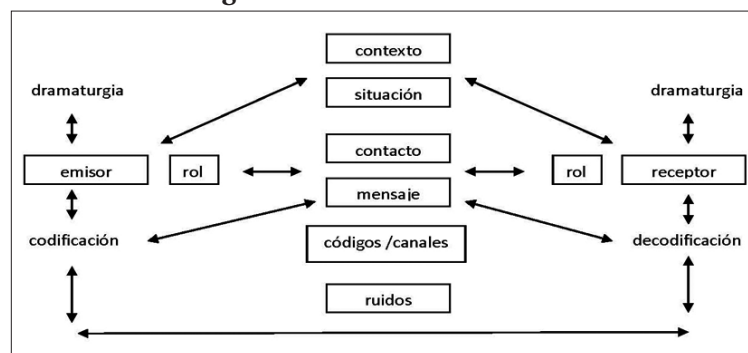 contexto
dramaturgia situación dramaturgia
contacto
emisor rol rol receptor
mensaje
codificación códigos /canales decodificación
ruidos